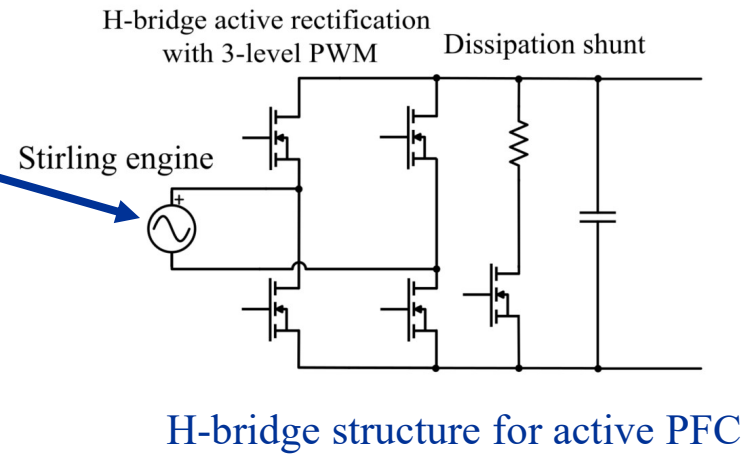 H-bridge active rectification
with 3-level PWM
Dissipation shunt
Stirling engine
+
H-bridge structure for active PFC